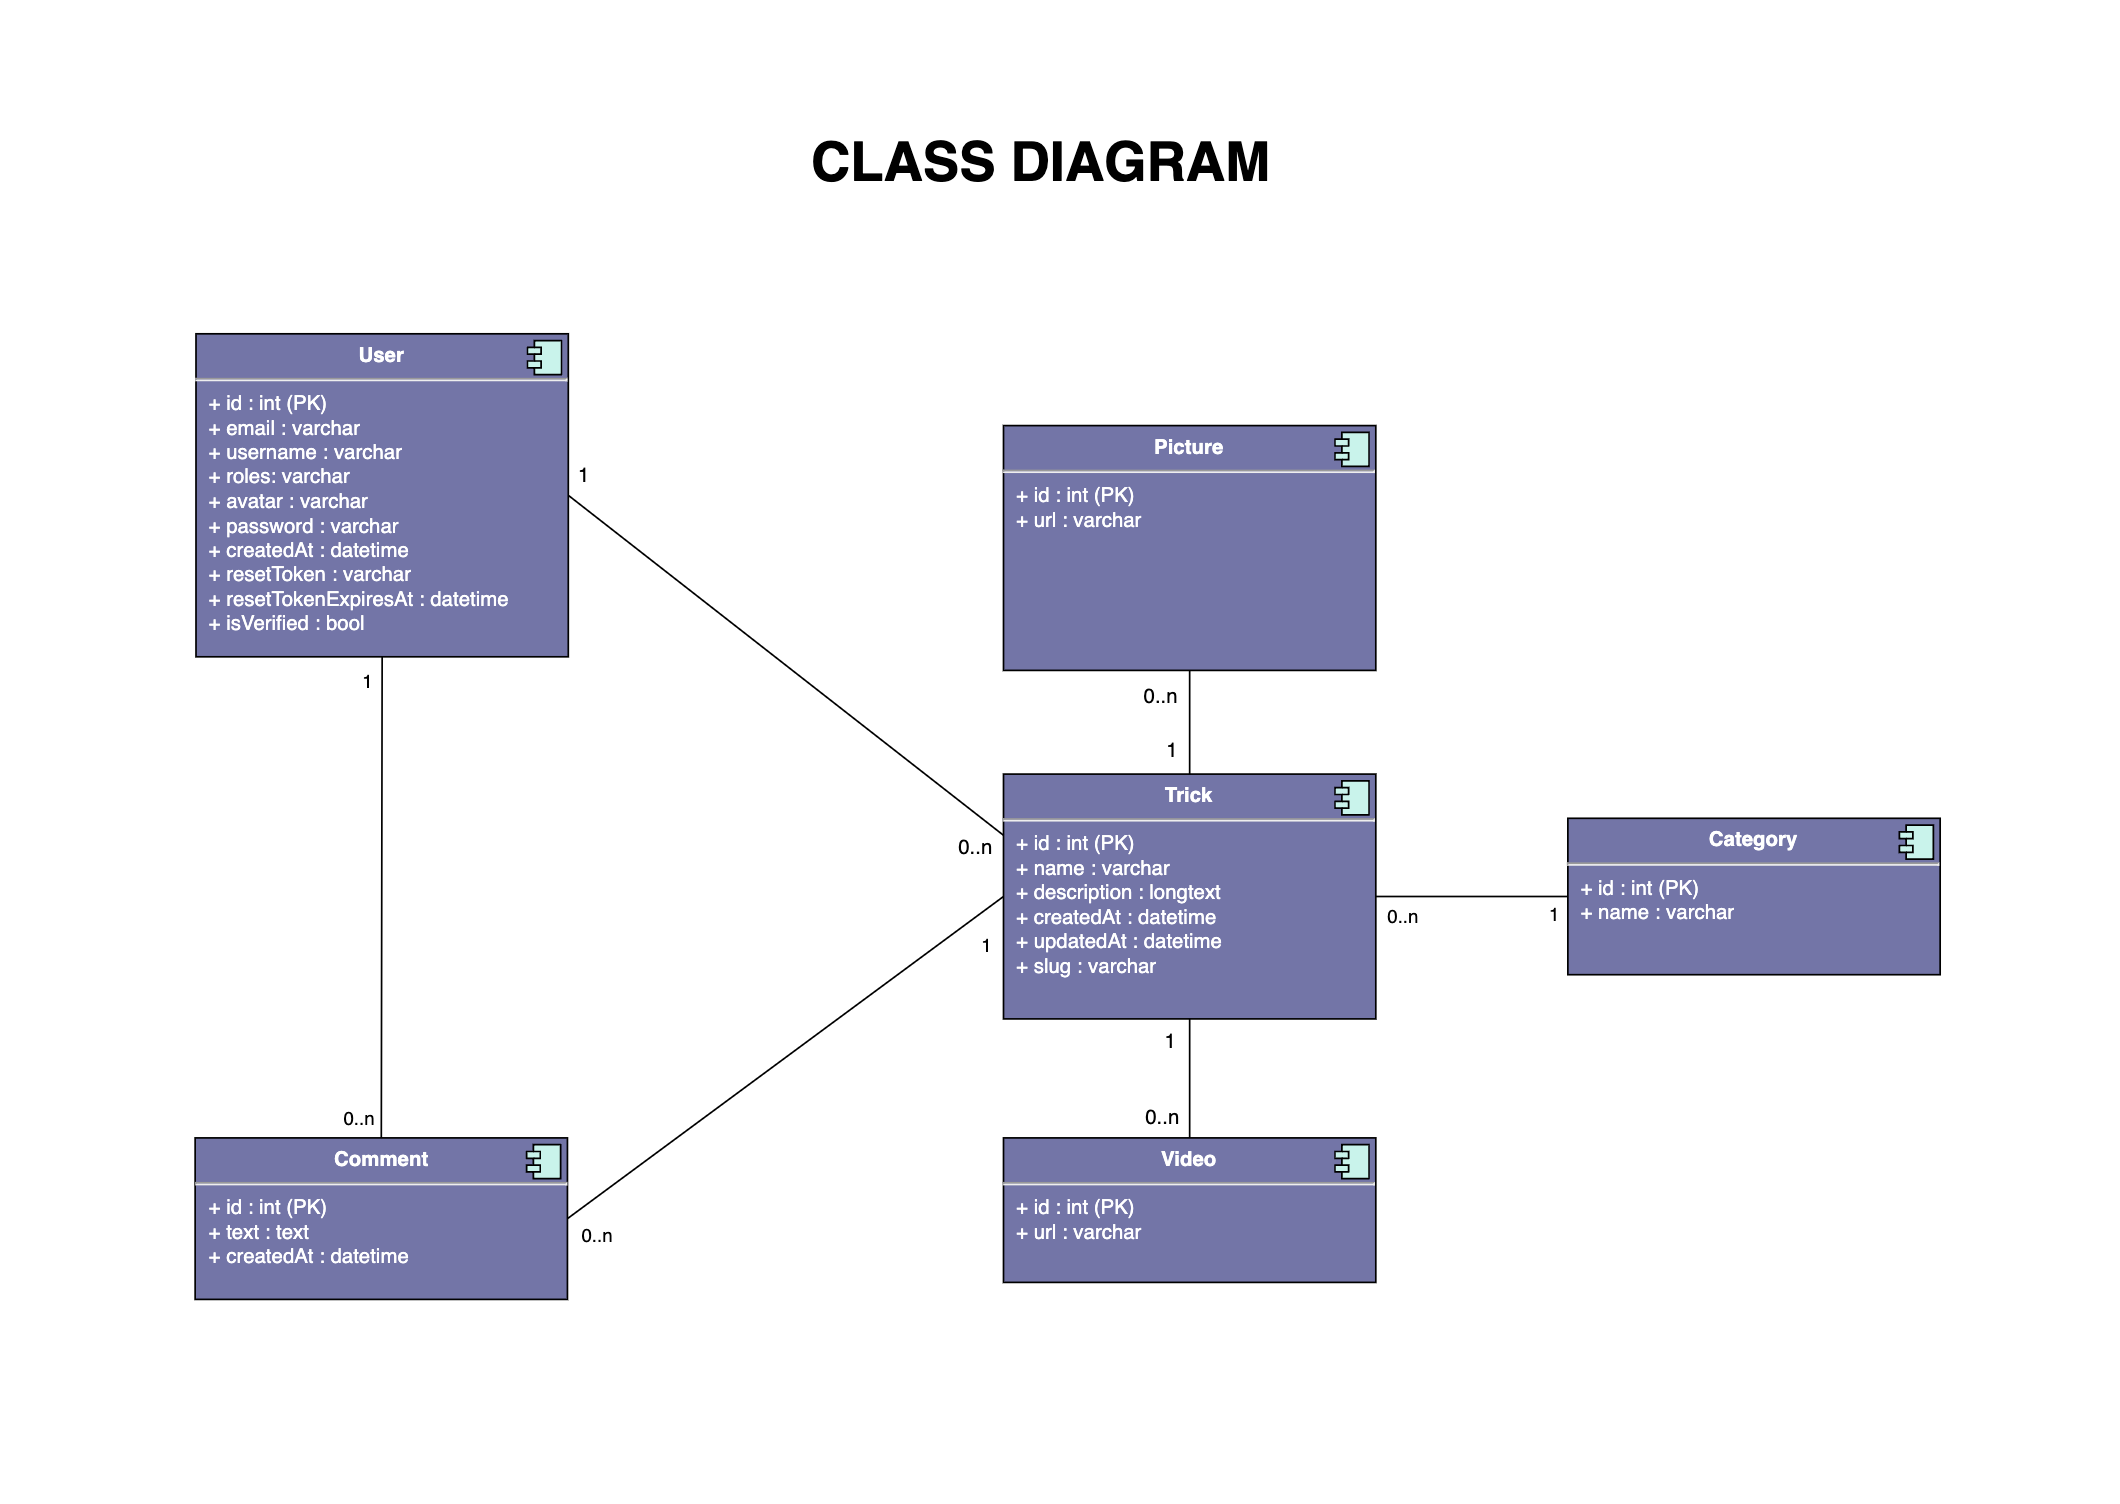 CLASS DIAGRAM
User
+ id : int (PK)
+ email : varchar
+ username : varchar
+ roles: varchar
+ avatar : varchar
+ password : varchar
+ createdAt : datetime
+ resetToken : varchar
+ resetTokenExpiresAt : datetime
+ isVerified : bool
1
1
Picture
+ id : int (PK)
+ url : varchar
0..n
1
Trick
+ id : int (PK)
+ name : varchar
+ description : longtext
+ createdAt : datetime
+ updatedAt : datetime
+ slug : varchar
0..n
1
0..n
1
Category
+ id : int (PK)
+ name : varchar
1
0..n
0..n
Comment
+ id : int (PK)
+ text : text
+ createdAt : datetime
0..n
Video
+ id : int (PK)
+ url : varchar